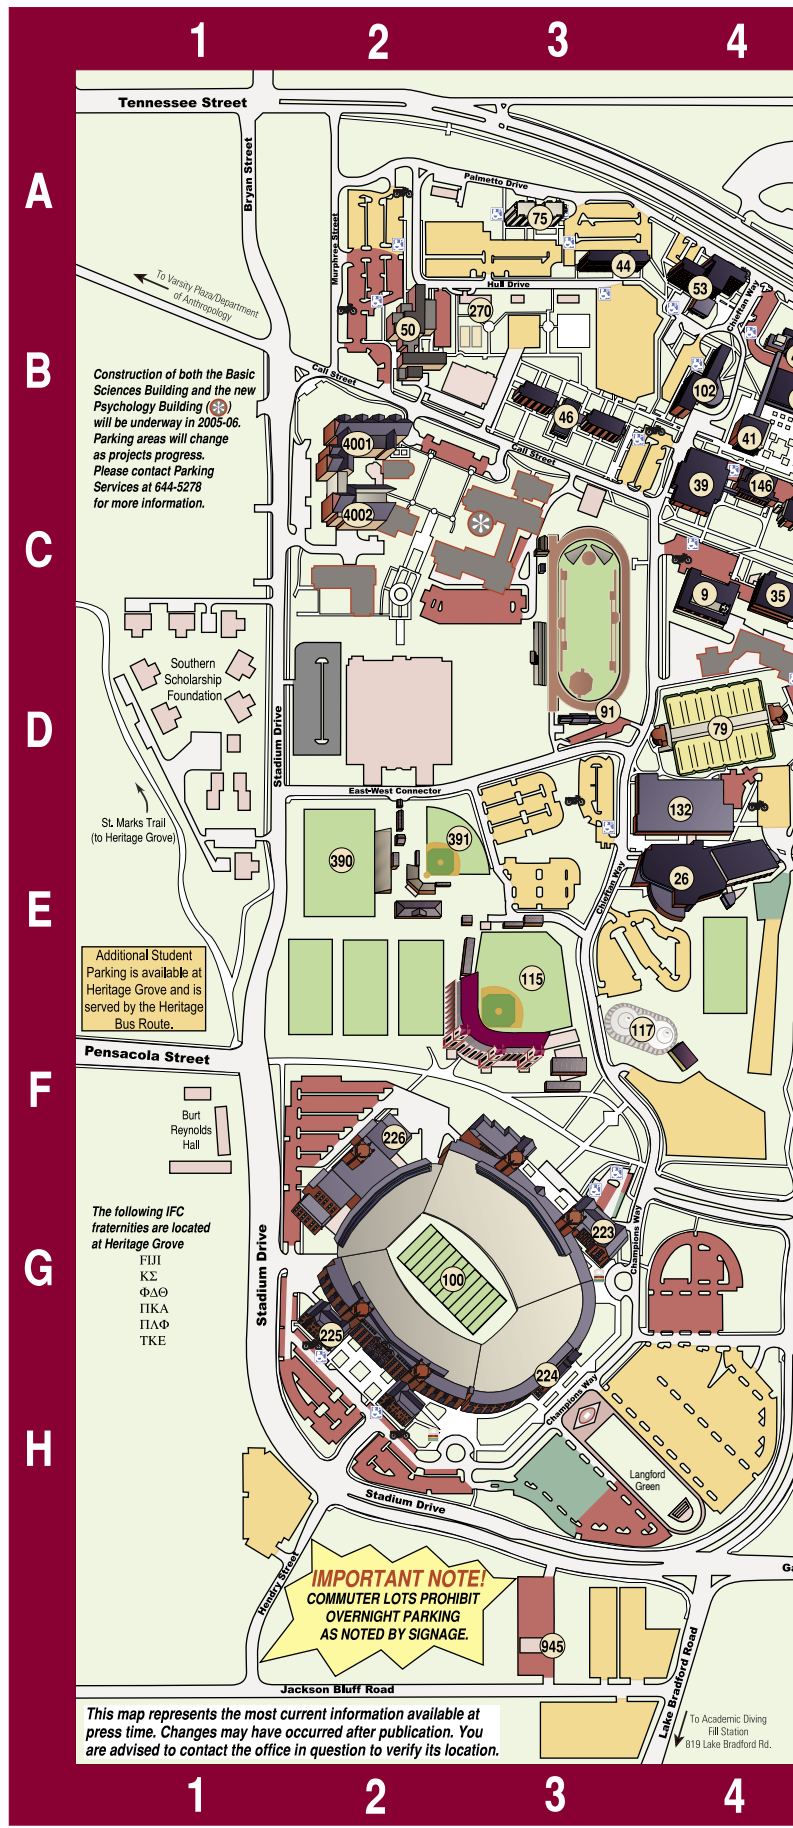 1 2 3 4
Tennessee Street
Bryan Street
A
Palmetto Drive
75
Murphree Street
44
53
To Varsity Plaza/Department
of Anthropology
Hull Drive
Chieftan Way
270
50
B
Construction of both the Basic
Sciences Building and the new
Psychology Building ( )
will be underway in 2005-06.
Parking areas will change
as projects progress.
Please contact Parking
Services at 644-5278
for more information.
Call Street
102
46
41
4001
Call Street
39
146
4002
C
9
35
Southern
Scholarship
Foundation
91
D
79
Stadium Drive
East-West Connector
132
St. Marks Trail
(to Heritage Grove)
391
390
26
Chieftan Way
E
Additional Student
Parking is available at
Heritage Grove and is
served by the Heritage
Bus Route.
115
117
Pensacola Street
F
Burt
Reynolds
Hall
226
The following IFC
fraternities are located
at Heritage Grove
FIJI
ΚΣ
ΦΔΘ
ΠΚΑ
ΠΛΦ
ΤΚΕ
223
Champions Way
Stadium Drive
G
100
225
224
Champions Way
H
Langford
Green
Stadium Drive
Ga
Hendry Street
IMPORTANT NOTE!
COMMUTER LOTS PROHIBIT
OVERNIGHT PARKING
AS NOTED BY SIGNAGE.
945
Lake Bradford Road
Jackson Bluff Road
This map represents the most current information available at
press time. Changes may have occurred after publication. You
are advised to contact the office in question to verify its location.
To Academic Diving
Fill Station
819 Lake Bradford Rd.
1 2 3 4